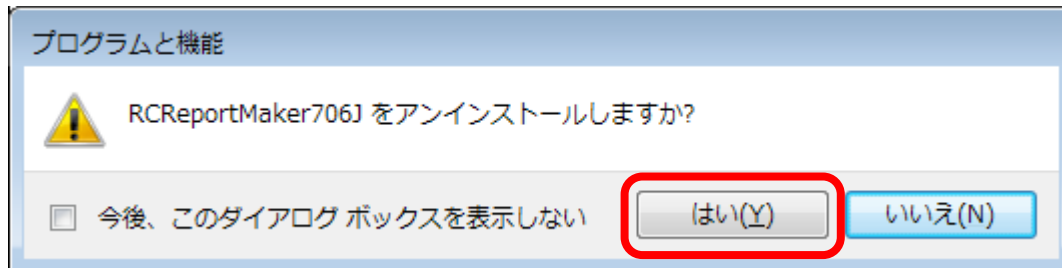 プログラムと機能
RCReportMaker706J をアンインストールしますか?
今後、このダイアログ ボックスを表示しない
はい(Y)
いいえ(N)